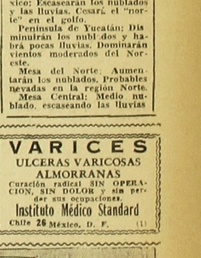 xico: Escasearán los nublados
y las lluvias. Cesará el "nor-
te" en el golfo.
Península de Yucatán: Dis
minuirán los nublados y ha-
brá pocas lluvias. Dominarán
vientos moderados del Nor-
este.
Mesa del Norte: Aumen-
tarán los nublados. Probables
nevadas en la región Norte.
Mesa Central: Medio nu-
blado, escaseando las lluvias
VARICES
ULCERAS VARICOSAS
ALMORRANAS
Curación radical SIN OPERA-
CION, SIN DOLOR y sin per-
der sus ocupaciones.
Instituto Médico Standard
Chile 26 México, D. F. (1)